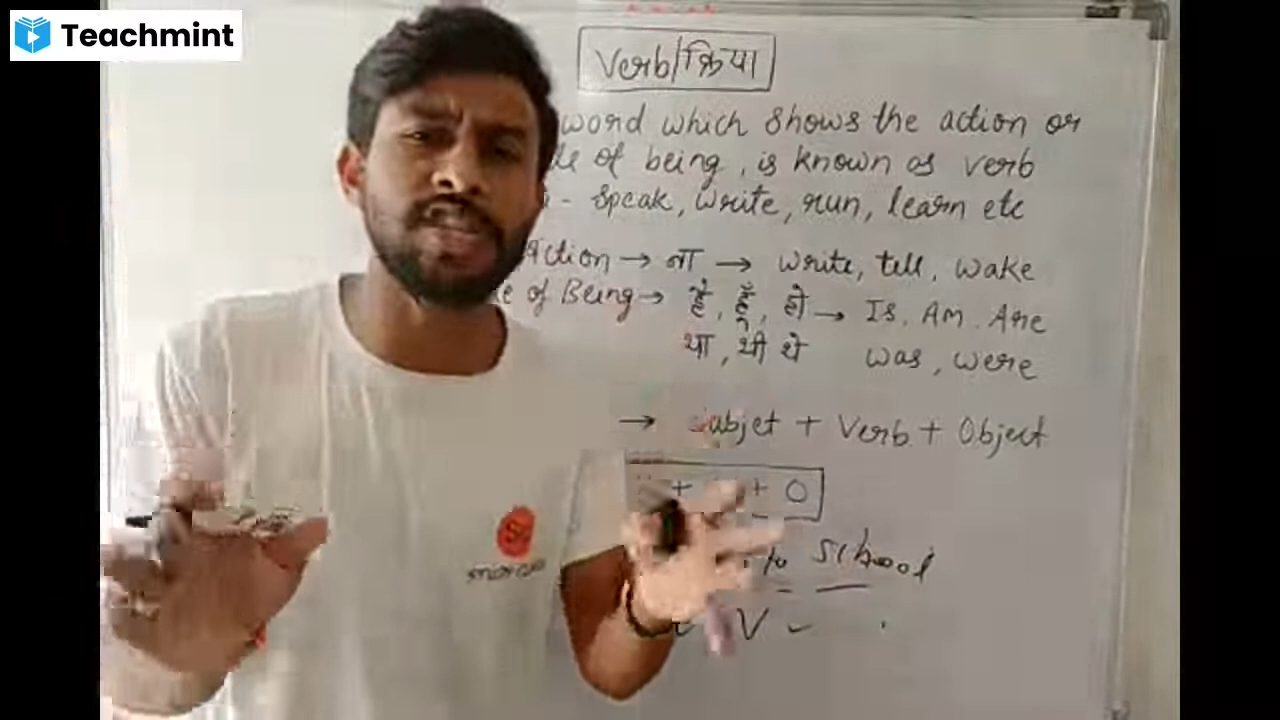 Teachmint
Verb/क्रिया
word which shows the action or
of being, is known as verb
- Speak, write, run, learn etc
Action → ना → write, tell, wake
of Being → है, हूँ, हो → Is. Am. Are
था, थी थे was, were
→ Subjet + Verb + Object
+ + O
to School
V